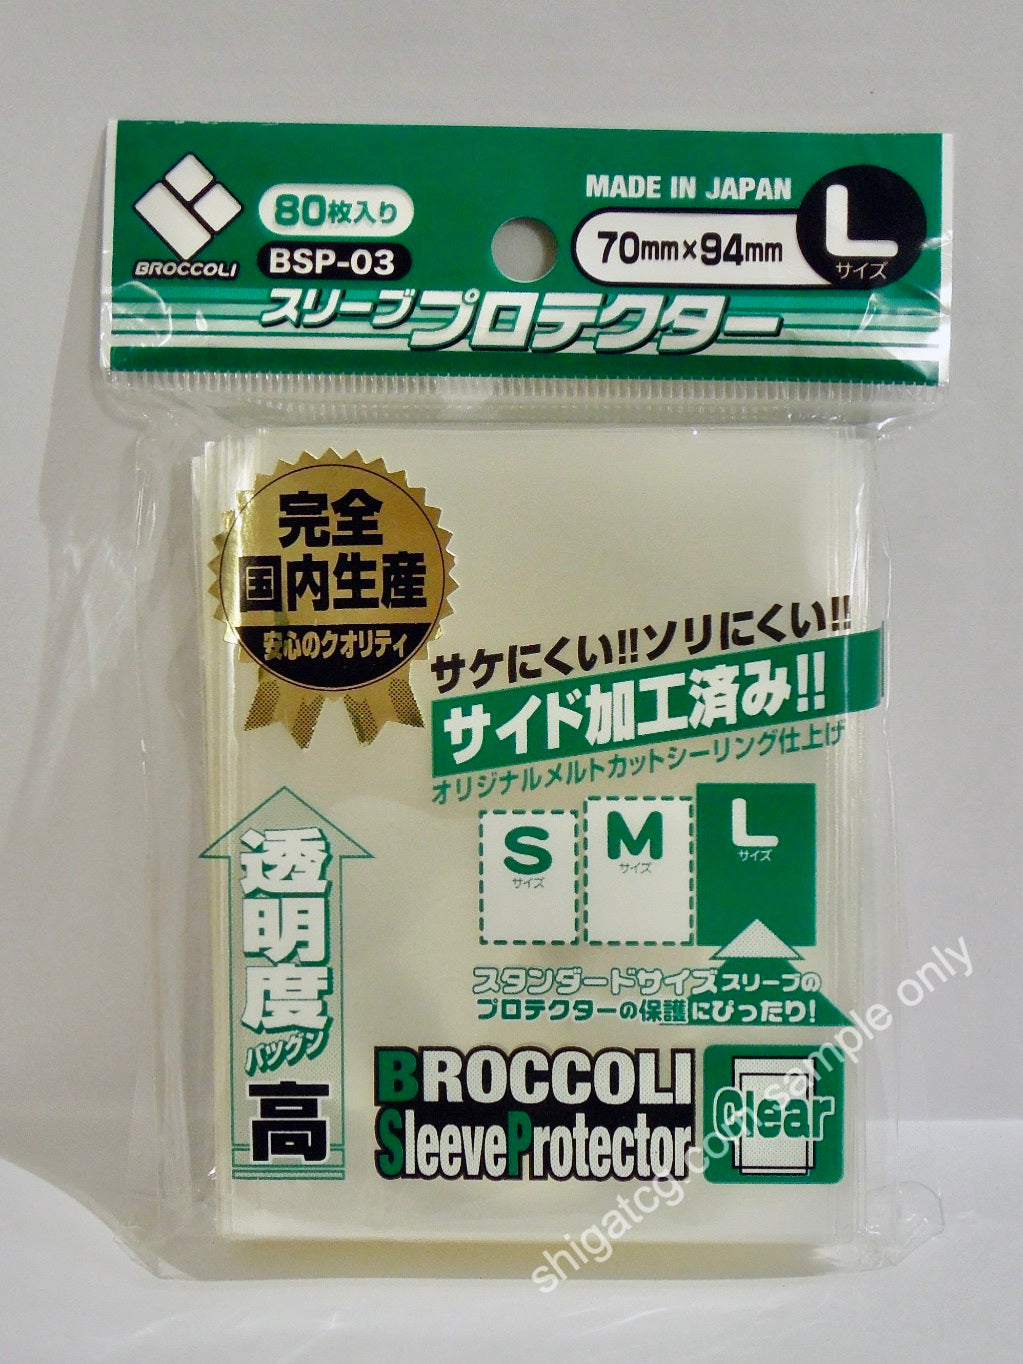 BROCCOLI
80枚入り
BSP-03
MADE IN JAPAN
70mm×94mm
L
サイズ
スリーブプロテクター
完全
国内生産
安心のクオリティ
サケにくい!!ソリにくい!!
サイド加工済み!!
オリジナルメルトカットシーリング仕上げ
S
サイズ
M
サイズ
L
サイズ
スタンダードサイズスリーブの
プロテクターの保護にぴったり!
透明度
バツグン
高
BROCCOLI
SleeveProtector
Clear
shigatcg.com sample only